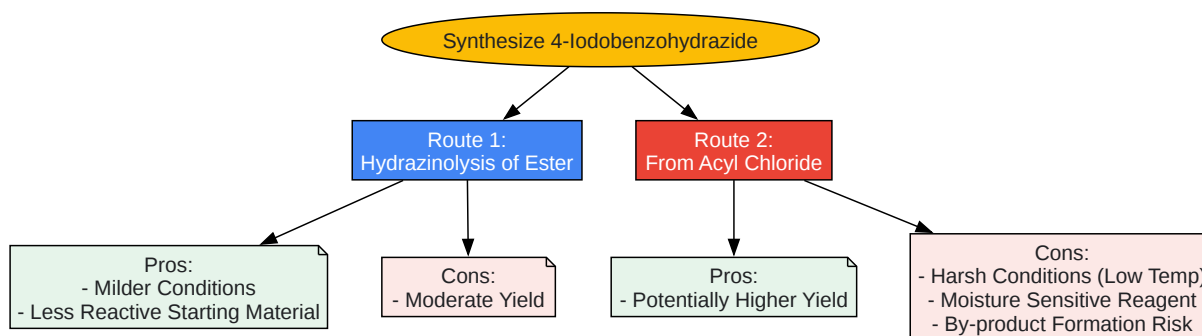 Synthesize 4-Iodobenzohydrazide
Route 1:
Hydrazinolysis of Ester
Route 2:
From Acyl Chloride
Pros:
- Milder Conditions
- Less Reactive Starting Material
Cons:
- Moderate Yield
Pros:
- Potentially Higher Yield
Cons:
- Harsh Conditions (Low Temp)
- Moisture Sensitive Reagent
- By-product Formation Risk